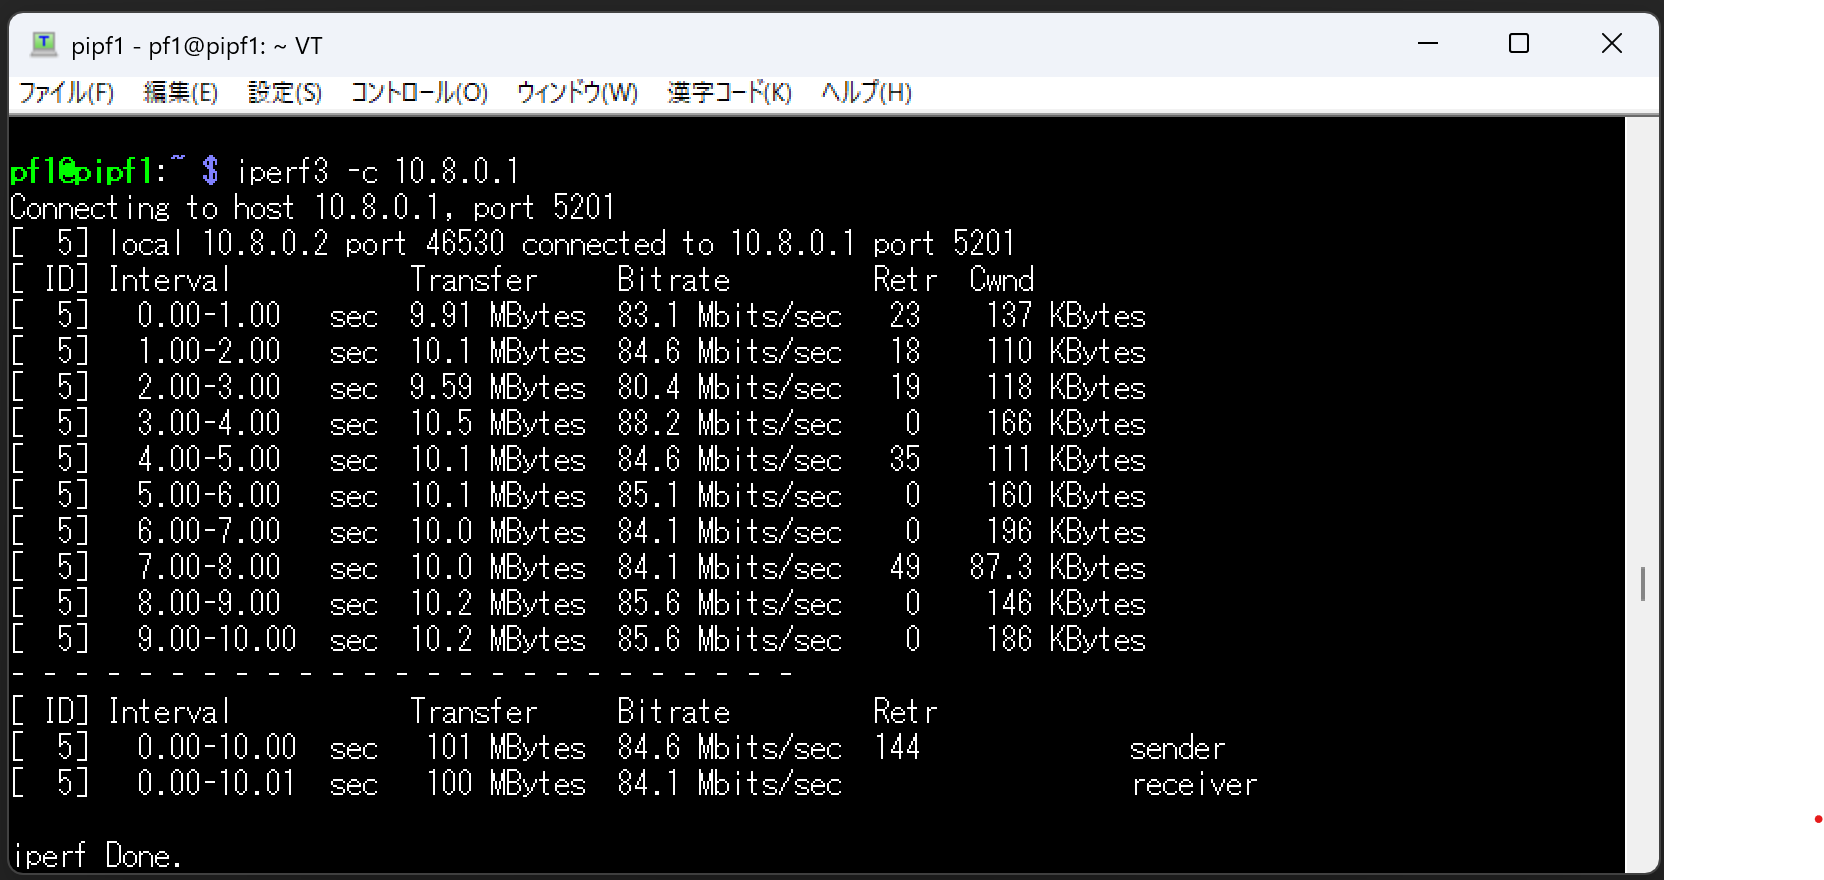 pipf1 - pf1@pipf1: ~ VT
ファイル(F) 編集(E) 設定(S) コントロール(O) ウィンドウ(W) 漢字コード(K) ヘルプ(H)
pf1@pipf1:~ $ iperf3 -c 10.8.0.1
Connecting to host 10.8.0.1, port 5201
[  5] local 10.8.0.2 port 46530 connected to 10.8.0.1 port 5201
[ ID] Interval           Transfer     Bitrate         Retr  Cwnd
[  5]   0.00-1.00   sec  9.91 MBytes  83.1 Mbits/sec   23    137 KBytes
[  5]   1.00-2.00   sec  10.1 MBytes  84.6 Mbits/sec   18    110 KBytes
[  5]   2.00-3.00   sec  9.59 MBytes  80.4 Mbits/sec   19    118 KBytes
[  5]   3.00-4.00   sec  10.5 MBytes  88.2 Mbits/sec    0    166 KBytes
[  5]   4.00-5.00   sec  10.1 MBytes  84.6 Mbits/sec   35    111 KBytes
[  5]   5.00-6.00   sec  10.1 MBytes  85.1 Mbits/sec    0    160 KBytes
[  5]   6.00-7.00   sec  10.0 MBytes  84.1 Mbits/sec    0    196 KBytes
[  5]   7.00-8.00   sec  10.0 MBytes  84.1 Mbits/sec   49   87.3 KBytes
[  5]   8.00-9.00   sec  10.2 MBytes  85.6 Mbits/sec    0    146 KBytes
[  5]   9.00-10.00  sec  10.2 MBytes  85.6 Mbits/sec    0    186 KBytes
- - - - - - - - - - - - - - - - - - - - - - - - -
[ ID] Interval           Transfer     Bitrate         Retr
[  5]   0.00-10.00  sec   101 MBytes  84.6 Mbits/sec  144             sender
[  5]   0.00-10.01  sec   100 MBytes  84.1 Mbits/sec                  receiver
iperf Done.